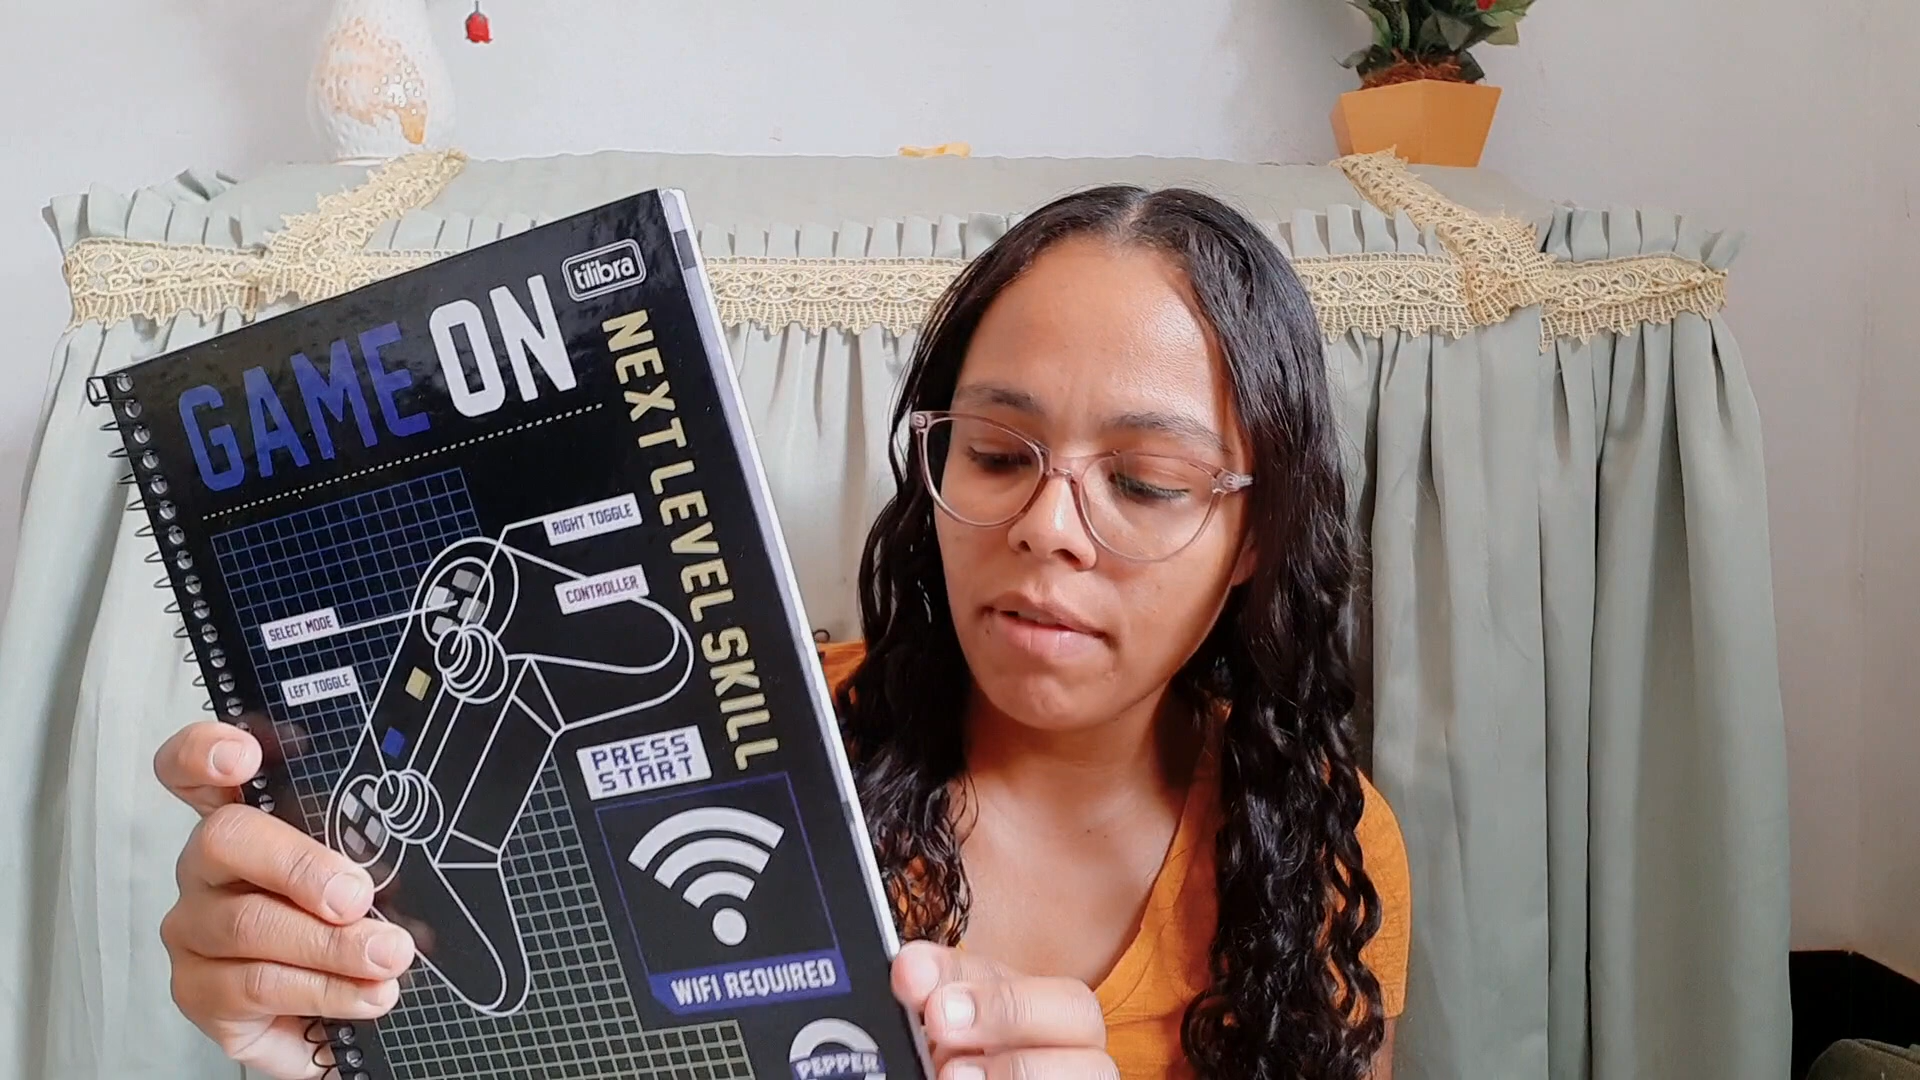 tilibra
GAME ON
NEXT LEVEL SKILL
RIGHT TOGGLE
CONTROLLER
SELECT MODE
LEFT TOGGLE
PRESS
START
WIFI REQUIRED
PEPPER